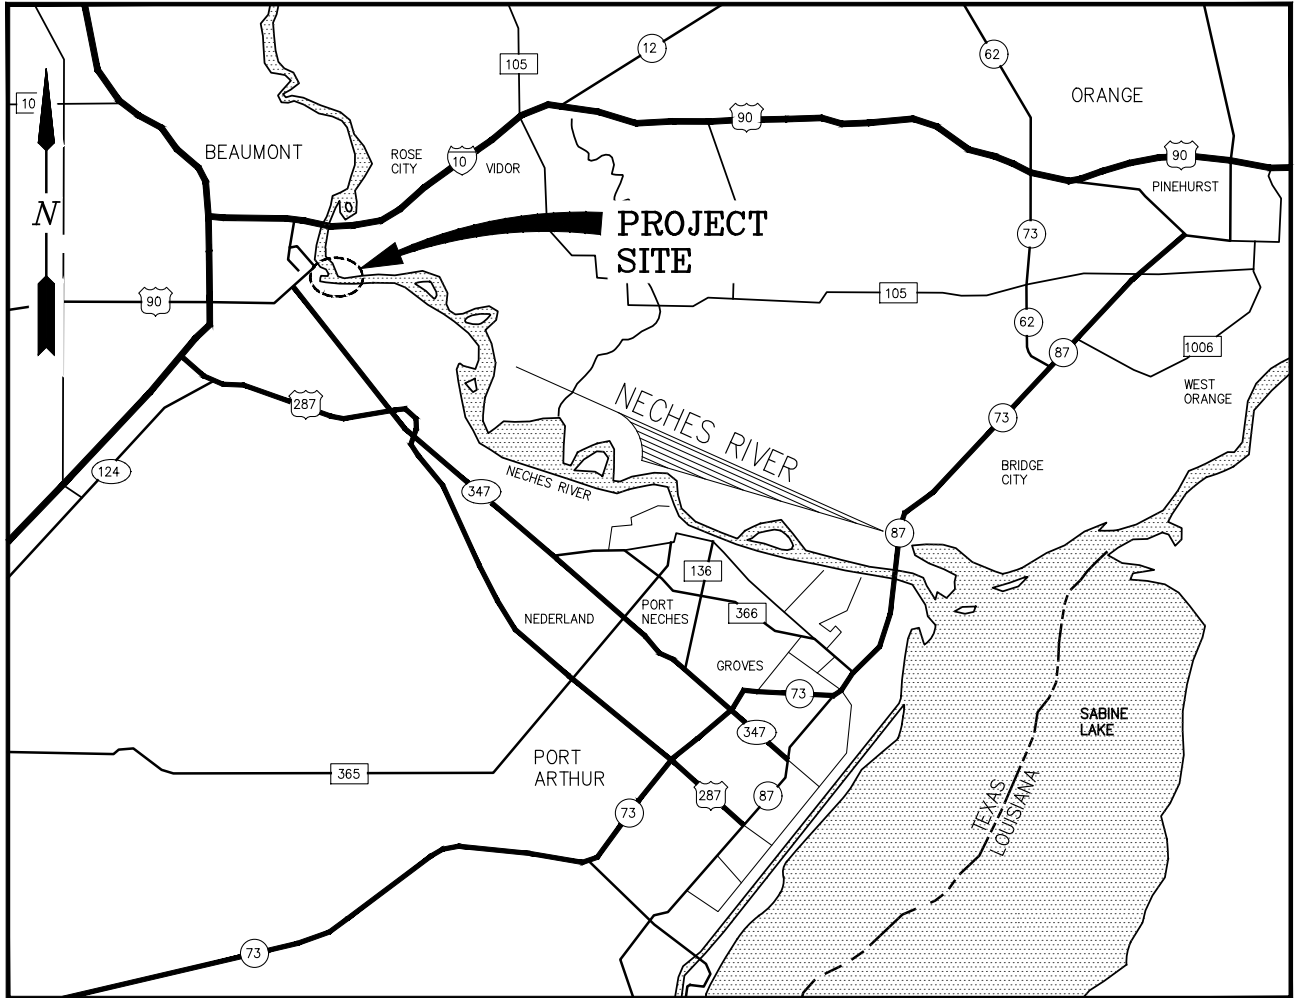 12
62
105
ORANGE
10
90
BEAUMONT
ROSE
CITY
10
VIDOR
90
PINEHURST
N
PROJECT
SITE
73
90
105
62
1006
87
WEST
ORANGE
287
NECHES RIVER
73
124
BRIDGE
CITY
347
NECHES RIVER
87
136
NEDERLAND
PORT
NECHES
366
GROVES
73
SABINE
LAKE
347
PORT
ARTHUR
365
287
87
TEXAS
LOUISIANA
73
73